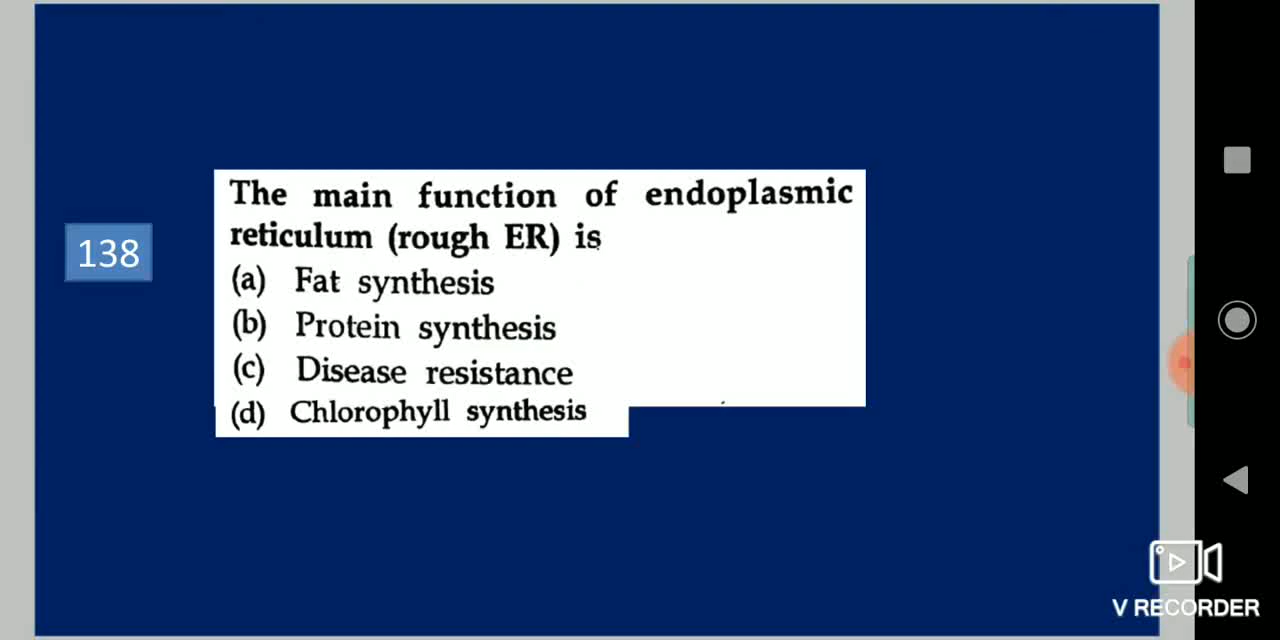 The main function of endoplasmic
reticulum (rough ER) is
138
(a) Fat synthesis
(b) Protein synthesis
(c) Disease resistance
(d) Chlorophyll synthesis
V RECORDER